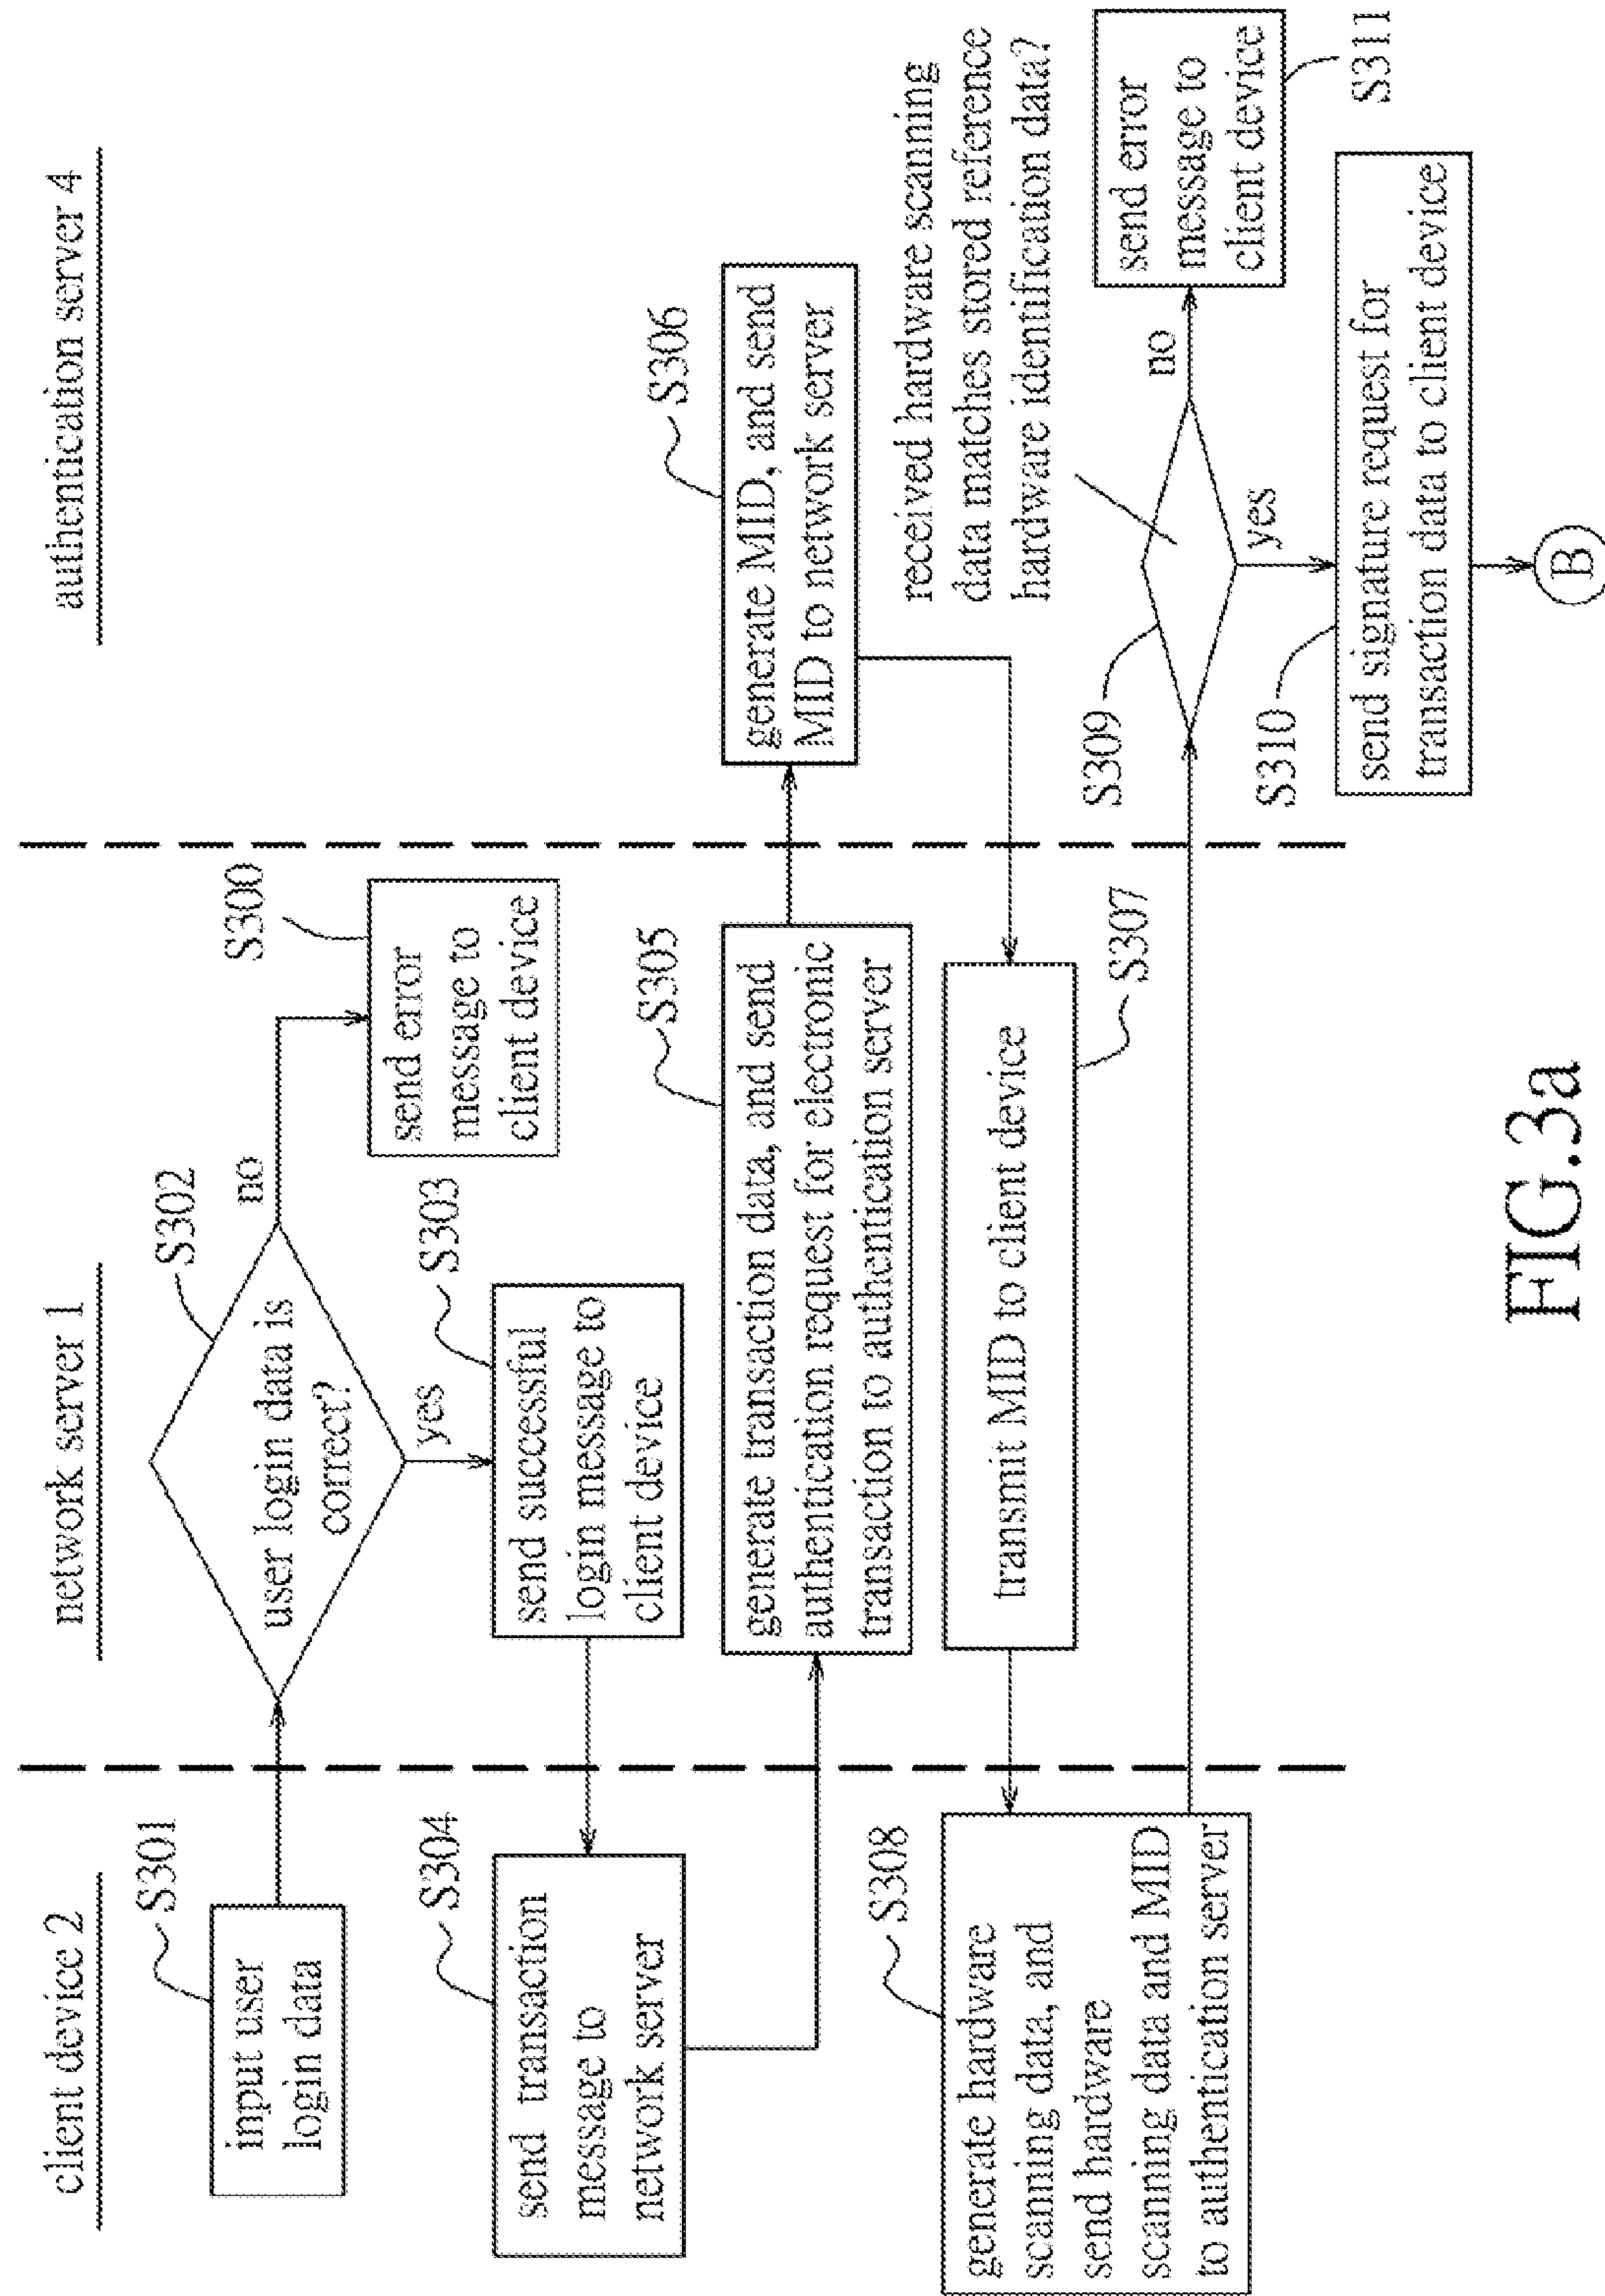 client device 2
network server 1
authentication server 4
S301
input user
login data
S302
user login data is
correct?
no
yes
S300
send error
message to
client device
S303
send successful
login message to
client device
S304
send transaction
message to
network server
S305
generate transaction data, and send
authentication request for electronic
transaction to authentication server
S306
generate MID, and send
MID to network server
transmit MID to client device
S307
S308
generate hardware
scanning data, and
send hardware
scanning data and MID
to authentication server
received hardware scanning
data matches stored reference
hardware identification data?
S309
no
yes
send error
message to
client device
S311
S310
send signature request for
transaction data to client device
B
FIG.3a